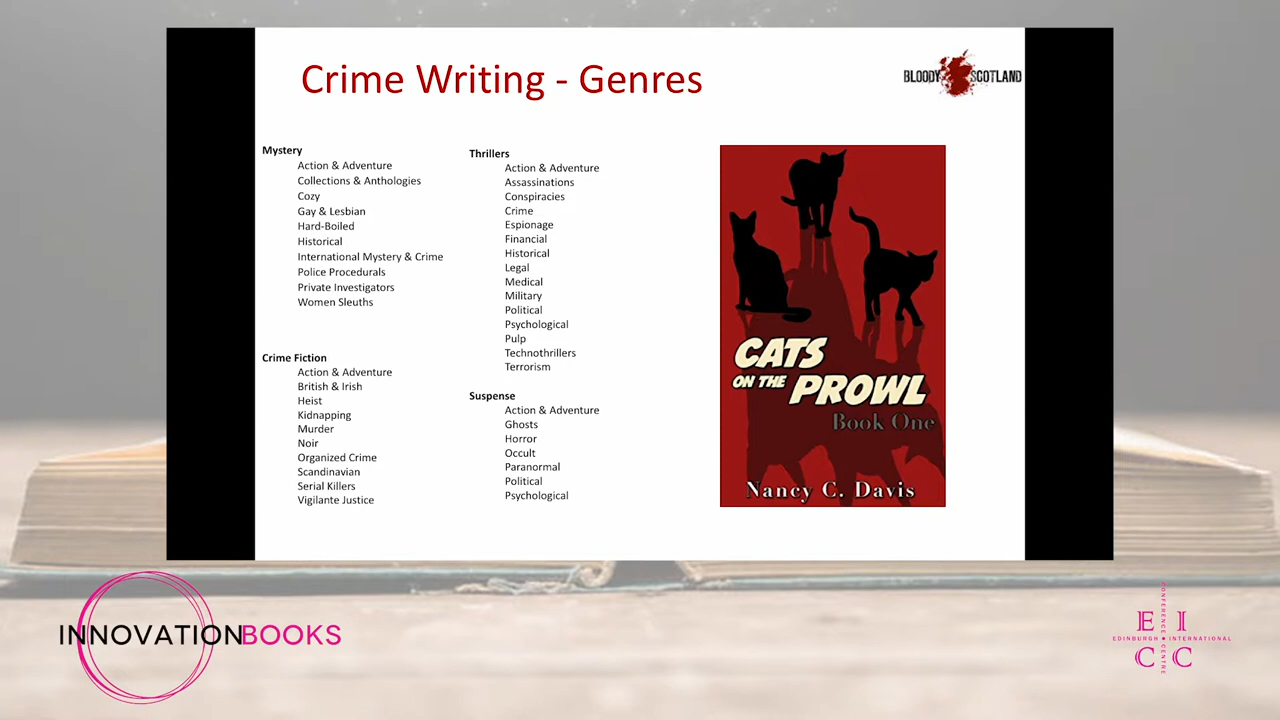 Crime Writing - Genres
BLOODY SCOTLAND
Mystery
Action & Adventure
Collections & Anthologies
Cozy
Gay & Lesbian
Hard-Boiled
Historical
International Mystery & Crime
Police Procedurals
Private Investigators
Women Sleuths
Crime Fiction
Action & Adventure
British & Irish
Heist
Kidnapping
Murder
Noir
Organized Crime
Scandinavian
Serial Killers
Vigilante Justice
Thrillers
Action & Adventure
Assassinations
Conspiracies
Crime
Espionage
Financial
Historical
Legal
Medical
Military
Political
Psychological
Pulp
Technothrillers
Terrorism
Suspense
Action & Adventure
Ghosts
Horror
Occult
Paranormal
Political
Psychological
CATS
ON THE PROWL
Book One
Nancy C. Davis
INNOVATIONBOOKS
E I
EDINBURGH INTERNATIONAL
C C
CONFERENCE CENTRE